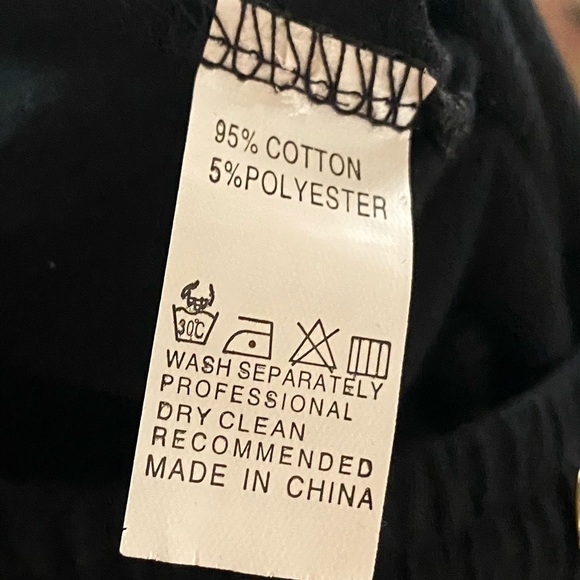 95% COTTON
5%POLYESTER
30℃
WASH SEPARATELY
PROFESSIONAL
DRY CLEAN
RECOMMENDED
MADE IN CHINA